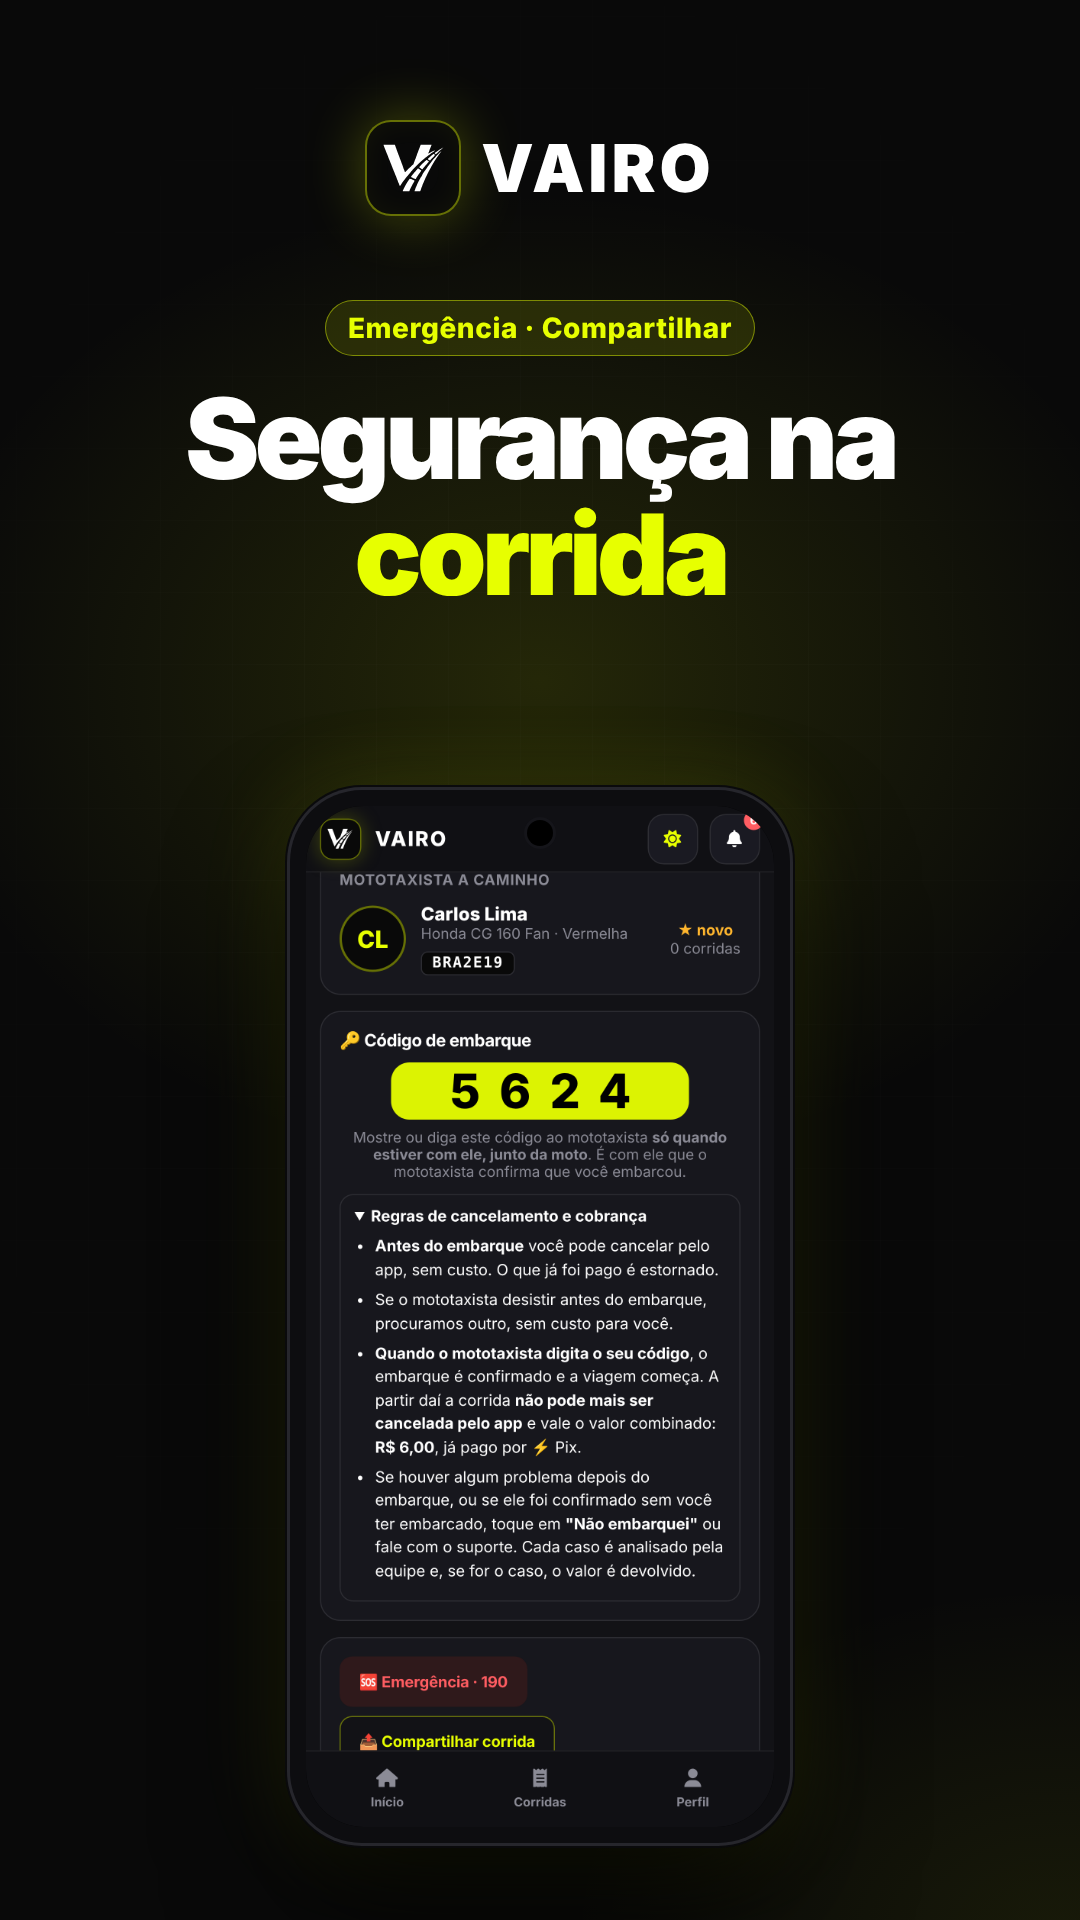 VAIRO
Emergência · Compartilhar
Segurança na
corrida
VAIRO
MOTOTAXISTA A CAMINHO
CL
Carlos Lima
Honda CG 160 Fan · Vermelha
BRA2E19
★ novo
0 corridas
🔑 Código de embarque
5 6 2 4
Mostre ou diga este código ao mototaxista só quando
estiver com ele, junto da moto. É com ele que o
mototaxista confirma que você embarcou.
▼ Regras de cancelamento e cobrança
• Antes do embarque você pode cancelar pelo
app, sem custo. O que já foi pago é estornado.
• Se o mototaxista desistir antes do embarque,
procuramos outro, sem custo para você.
• Quando o mototaxista digita o seu código, o
embarque é confirmado e a viagem começa. A
partir daí a corrida não pode mais ser
cancelada pelo app e vale o valor combinado:
R$ 6,00, já pago por ⚡ Pix.
• Se houver algum problema depois do
embarque, ou se ele foi confirmado sem você
ter embarcado, toque em "Não embarquei" ou
fale com o suporte. Cada caso é analisado pela
equipe e, se for o caso, o valor é devolvido.
🆘 Emergência · 190
📤 Compartilhar corrida
Início
Corridas
Perfil